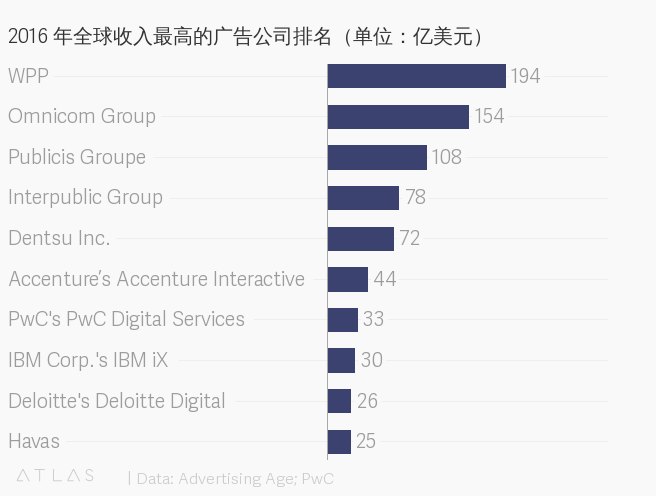 2016 年全球收入最高的广告公司排名（单位：亿美元）
WPP 194
Omnicom Group 154
Publicis Groupe 108
Interpublic Group 78
Dentsu Inc. 72
Accenture’s Accenture Interactive 44
PwC's PwC Digital Services 33
IBM Corp.'s IBM iX 30
Deloitte's Deloitte Digital 26
Havas 25
ATLAS | Data: Advertising Age; PwC